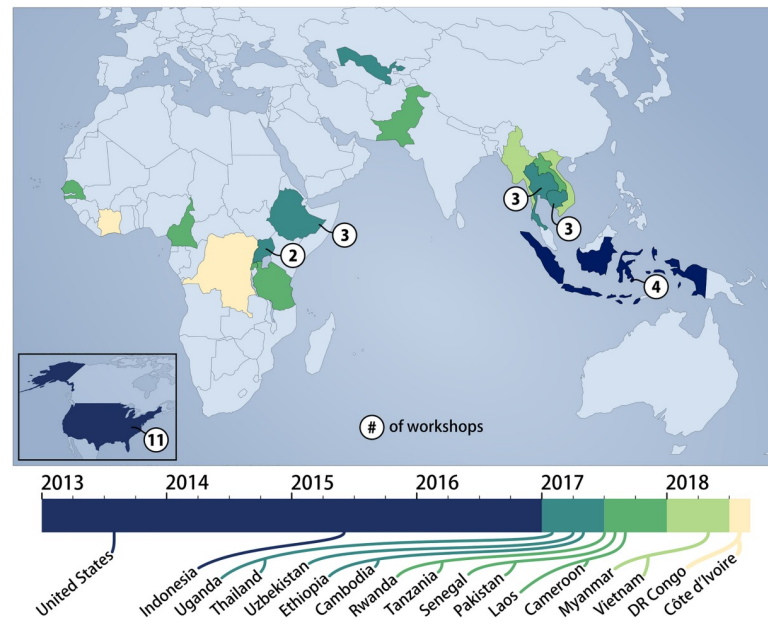 3
2
3
3
4
11
# of workshops
2013
2014
2015
2016
2017
2018
United States
Indonesia
Uganda
Thailand
Uzbekistan
Ethiopia
Cambodia
Rwanda
Tanzania
Senegal
Pakistan
Laos
Cameroon
Myanmar
Vietnam
DR Congo
Côte d'Ivoire